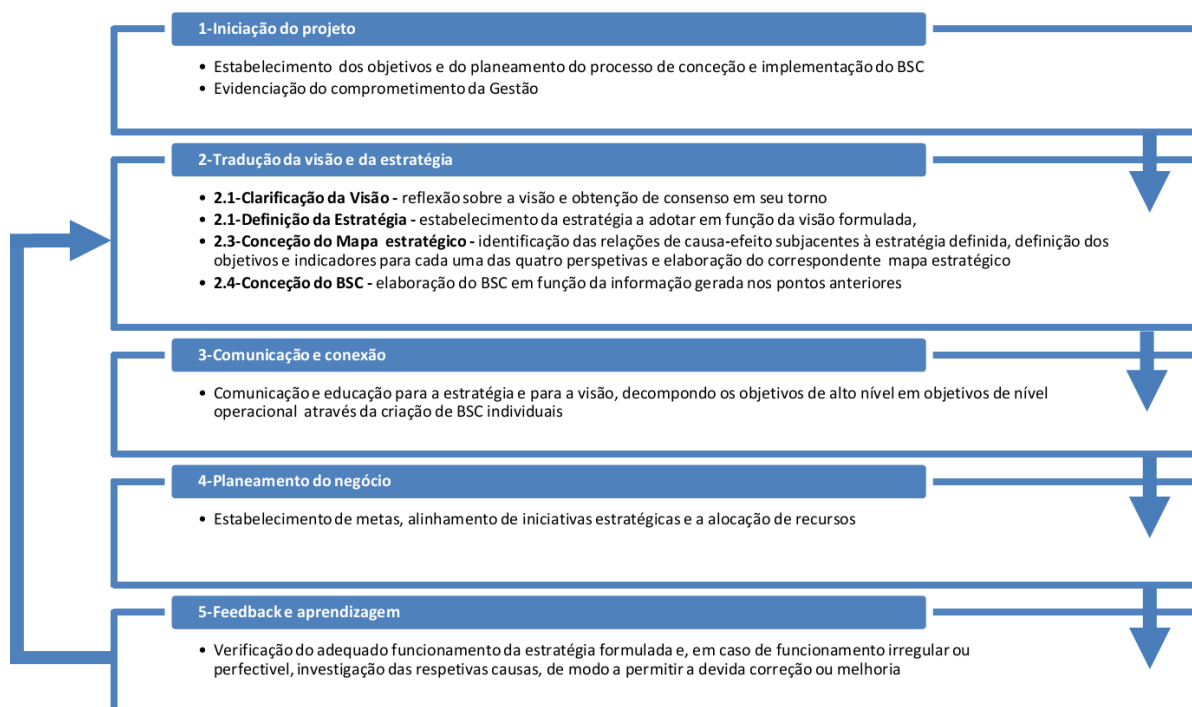 1-Iniciação do projeto
• Estabelecimento dos objetivos e do planeamento do processo de conceção e implementação do BSC
• Evidenciação do comprometimento da Gestão
2-Tradução da visão e da estratégia
• 2.1-Clarificação da Visão - reflexão sobre a visão e obtenção de consenso em seu torno
• 2.1-Definição da Estratégia - estabelecimento da estratégia a adotar em função da visão formulada,
• 2.3-Conceção do Mapa estratégico - identificação das relações de causa-efeito subjacentes à estratégia definida, definição dos
objetivos e indicadores para cada uma das quatro perspetivas e elaboração do correspondente mapa estratégico
• 2.4-Conceção do BSC - elaboração do BSC em função da informação gerada nos pontos anteriores
3-Comunicação e conexão
• Comunicação e educação para a estratégia e para a visão, decompondo os objetivos de alto nível em objetivos de nível
operacional através da criação de BSC individuais
4-Planeamento do negócio
• Estabelecimento de metas, alinhamento de iniciativas estratégicas e a alocação de recursos
5-Feedback e aprendizagem
• Verificação do adequado funcionamento da estratégia formulada e, em caso de funcionamento irregular ou
perfectivel, investigação das respetivas causas, de modo a permitir a devida correção ou melhoria